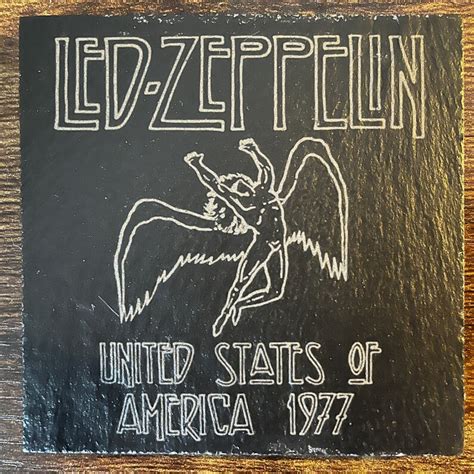 LED·ZEPPELIN
UNITED STATES OF
AMERICA 1977